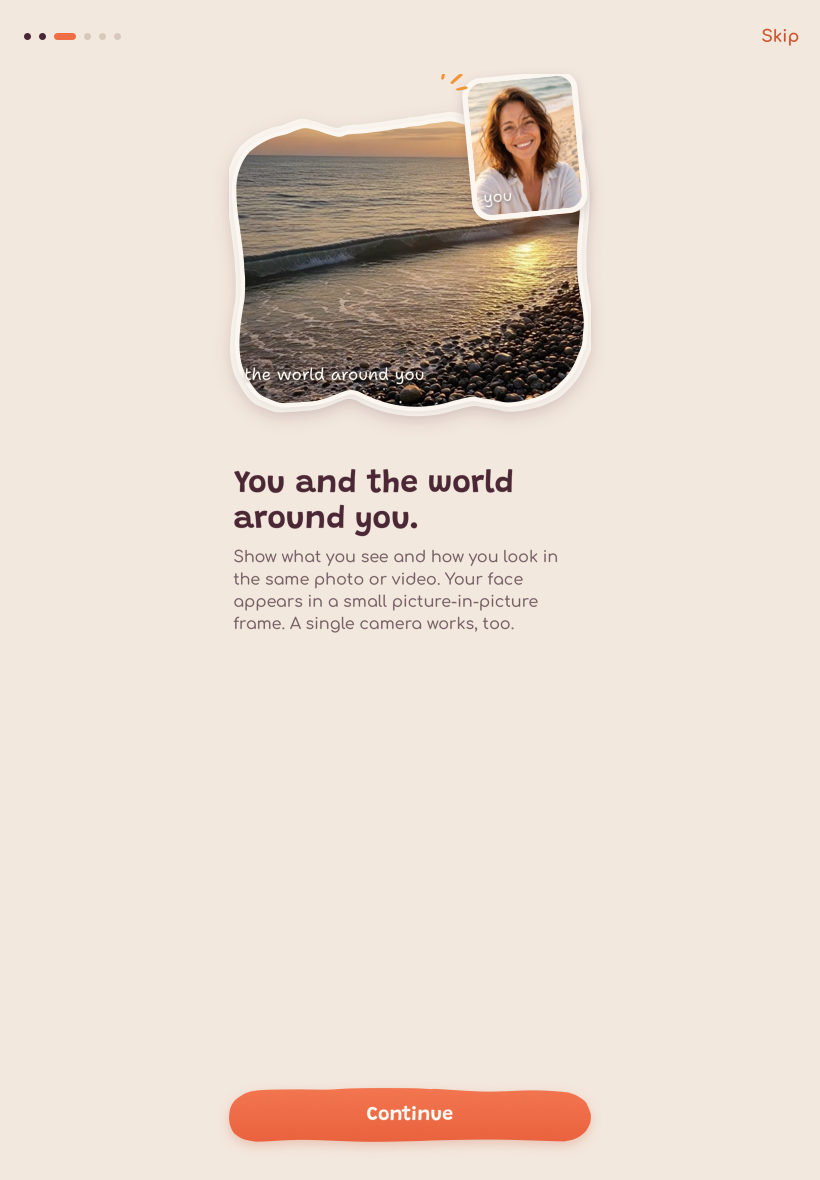 Skip
you
the world around you
You and the world
around you.
Show what you see and how you look in
the same photo or video. Your face
appears in a small picture-in-picture
frame. A single camera works, too.
Continue